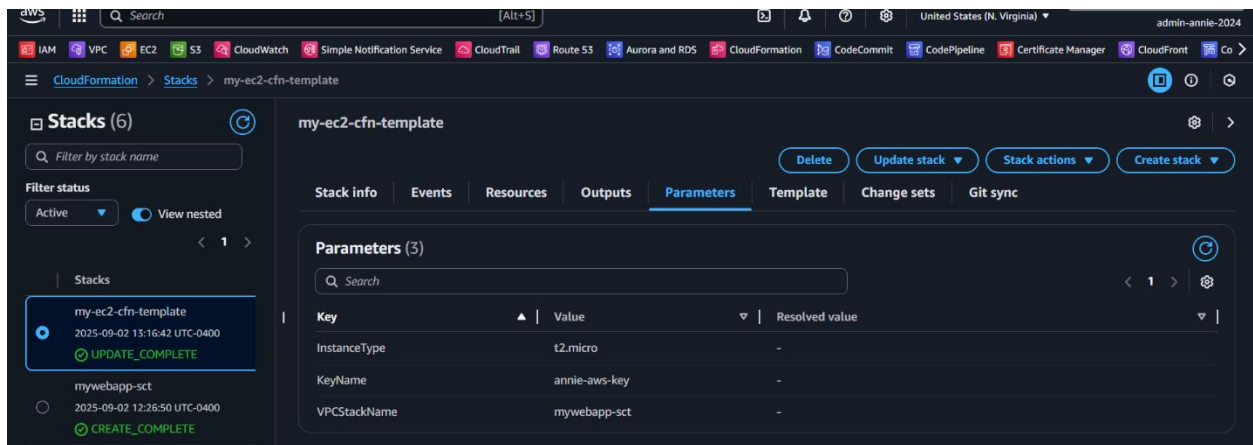 aws Search [Alt+S] United States (N. Virginia) admin-annie-2024
IAM VPC EC2 S3 CloudWatch Simple Notification Service CloudTrail Route 53 Aurora and RDS CloudFormation CodeCommit CodePipeline Certificate Manager CloudFront Co
CloudFormation > Stacks > my-ec2-cfn-template
Stacks (6)
Filter by stack name
Filter status
Active View nested
1
Stacks
my-ec2-cfn-template
2025-09-02 13:16:42 UTC-0400
UPDATE_COMPLETE
mywebapp-sct
2025-09-02 12:26:50 UTC-0400
CREATE_COMPLETE
my-ec2-cfn-template
Delete Update stack Stack actions Create stack
Stack info Events Resources Outputs Parameters Template Change sets Git sync
Parameters (3)
Search 1
Key Value Resolved value
InstanceType t2.micro -
KeyName annie-aws-key -
VPCStackName mywebapp-sct -